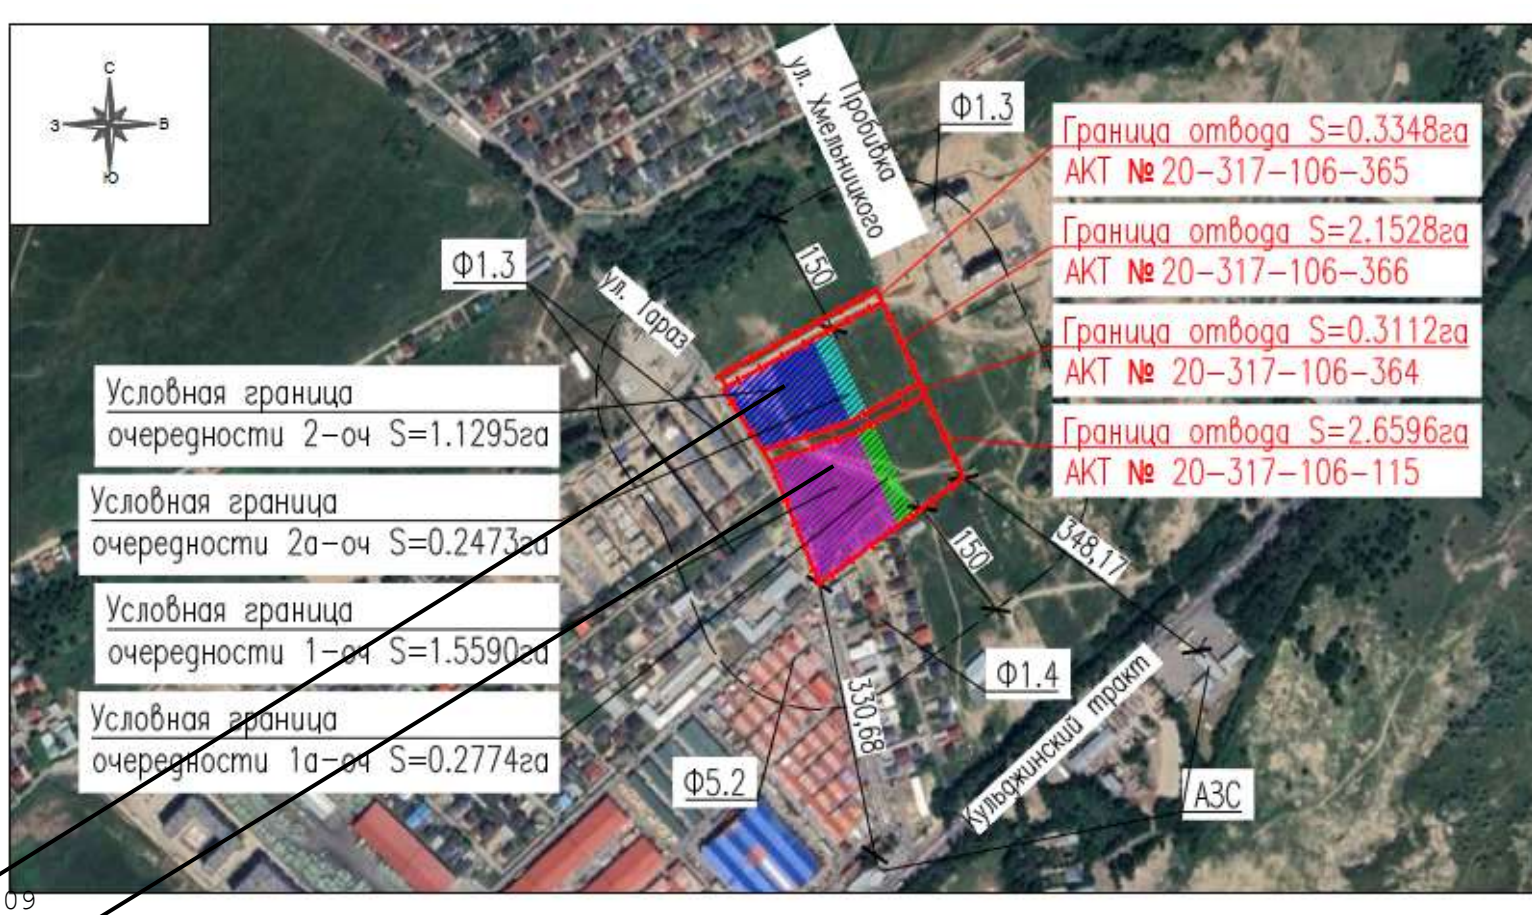 С
З
В
Ю
Пробивка
ул. Хмельницкого
Ф1.3
Граница отвода S=0.3348га
АКТ № 20-317-106-365
Граница отвода S=2.1528га
АКТ № 20-317-106-366
Граница отвода S=0.3112га
АКТ № 20-317-106-364
Граница отвода S=2.6596га
АКТ № 20-317-106-115
Ф1.3
ул. Тараз
150
Условная граница
очередности 2-оч S=1.1295га
Условная граница
очередности 2а-оч S=0.2473га
Условная граница
очередности 1-оч S=1.5590га
Условная граница
очередности 1а-оч S=0.2774га
150
348,17
330,68
Ф1.4
Ф5.2
Кульджинский тракт
АЗС
09